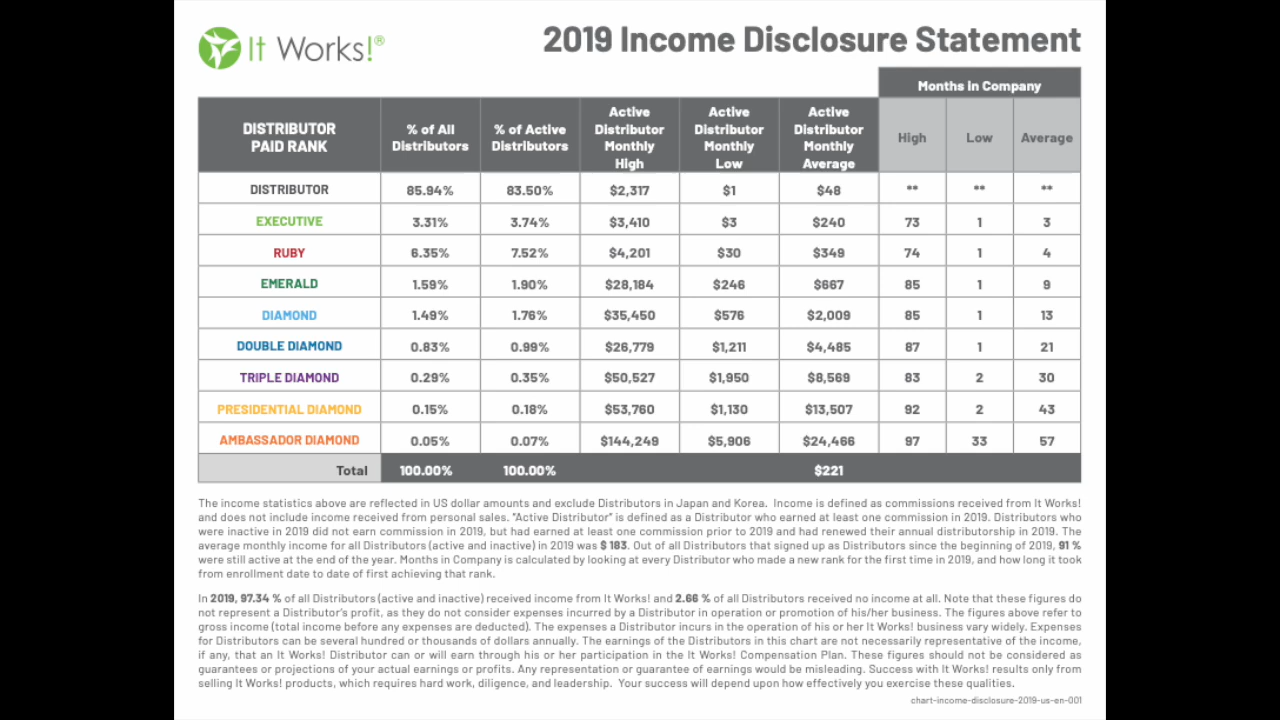 It Works!®
2019 Income Disclosure Statement
Months In Company
DISTRIBUTOR PAID RANK | % of All Distributors | % of Active Distributors | Active Distributor Monthly High | Active Distributor Monthly Low | Active Distributor Monthly Average | High | Low | Average
DISTRIBUTOR 85.94% 83.50% $2,317 $1 $48 ** ** **
EXECUTIVE 3.31% 3.74% $3,410 $3 $240 73 1 3
RUBY 6.35% 7.52% $4,201 $30 $349 74 1 4
EMERALD 1.59% 1.90% $28,184 $246 $667 85 1 9
DIAMOND 1.49% 1.76% $35,450 $576 $2,009 85 1 13
DOUBLE DIAMOND 0.83% 0.99% $26,779 $1,211 $4,485 87 1 21
TRIPLE DIAMOND 0.29% 0.35% $50,527 $1,950 $8,569 83 2 30
PRESIDENTIAL DIAMOND 0.15% 0.18% $53,760 $1,130 $13,507 92 2 43
AMBASSADOR DIAMOND 0.05% 0.07% $144,249 $5,906 $24,466 97 33 57
Total 100.00% 100.00% $221
The income statistics above are reflected in US dollar amounts and exclude Distributors in Japan and Korea. Income is defined as commissions received from It Works!
and does not include income received from personal sales. "Active Distributor" is defined as a Distributor who earned at least one commission in 2019. Distributors who
were inactive in 2019 did not earn commission in 2019, but had earned at least one commission prior to 2019 and had renewed their annual distributorship in 2019. The
average monthly income for all Distributors (active and inactive) in 2019 was $ 183. Out of all Distributors that signed up as Distributors since the beginning of 2019, 91 %
were still active at the end of the year. Months in Company is calculated by looking at every Distributor who made a new rank for the first time in 2019, and how long it took
from enrollment date to date of first achieving that rank.
In 2019, 97.34 % of all Distributors (active and inactive) received income from It Works! and 2.66 % of all Distributors received no income at all. Note that these figures do
not represent a Distributor's profit, as they do not consider expenses incurred by a Distributor in operation or promotion of his/her business. The figures above refer to
gross income (total income before any expenses are deducted). The expenses a Distributor incurs in the operation of his or her It Works! business vary widely. Expenses
for Distributors can be several hundred or thousands of dollars annually. The earnings of the Distributors in this chart are not necessarily representative of the income,
if any, that an It Works! Distributor can or will earn through his or her participation in the It Works! Compensation Plan. These figures should not be considered as
guarantees or projections of your actual earnings or profits. Any representation or guarantee of earnings would be misleading. Success with It Works! results only from
selling It Works! products, which requires hard work, diligence, and leadership. Your success will depend upon how effectively you exercise these qualities.
chart-income-disclosure-2019-us-en-001